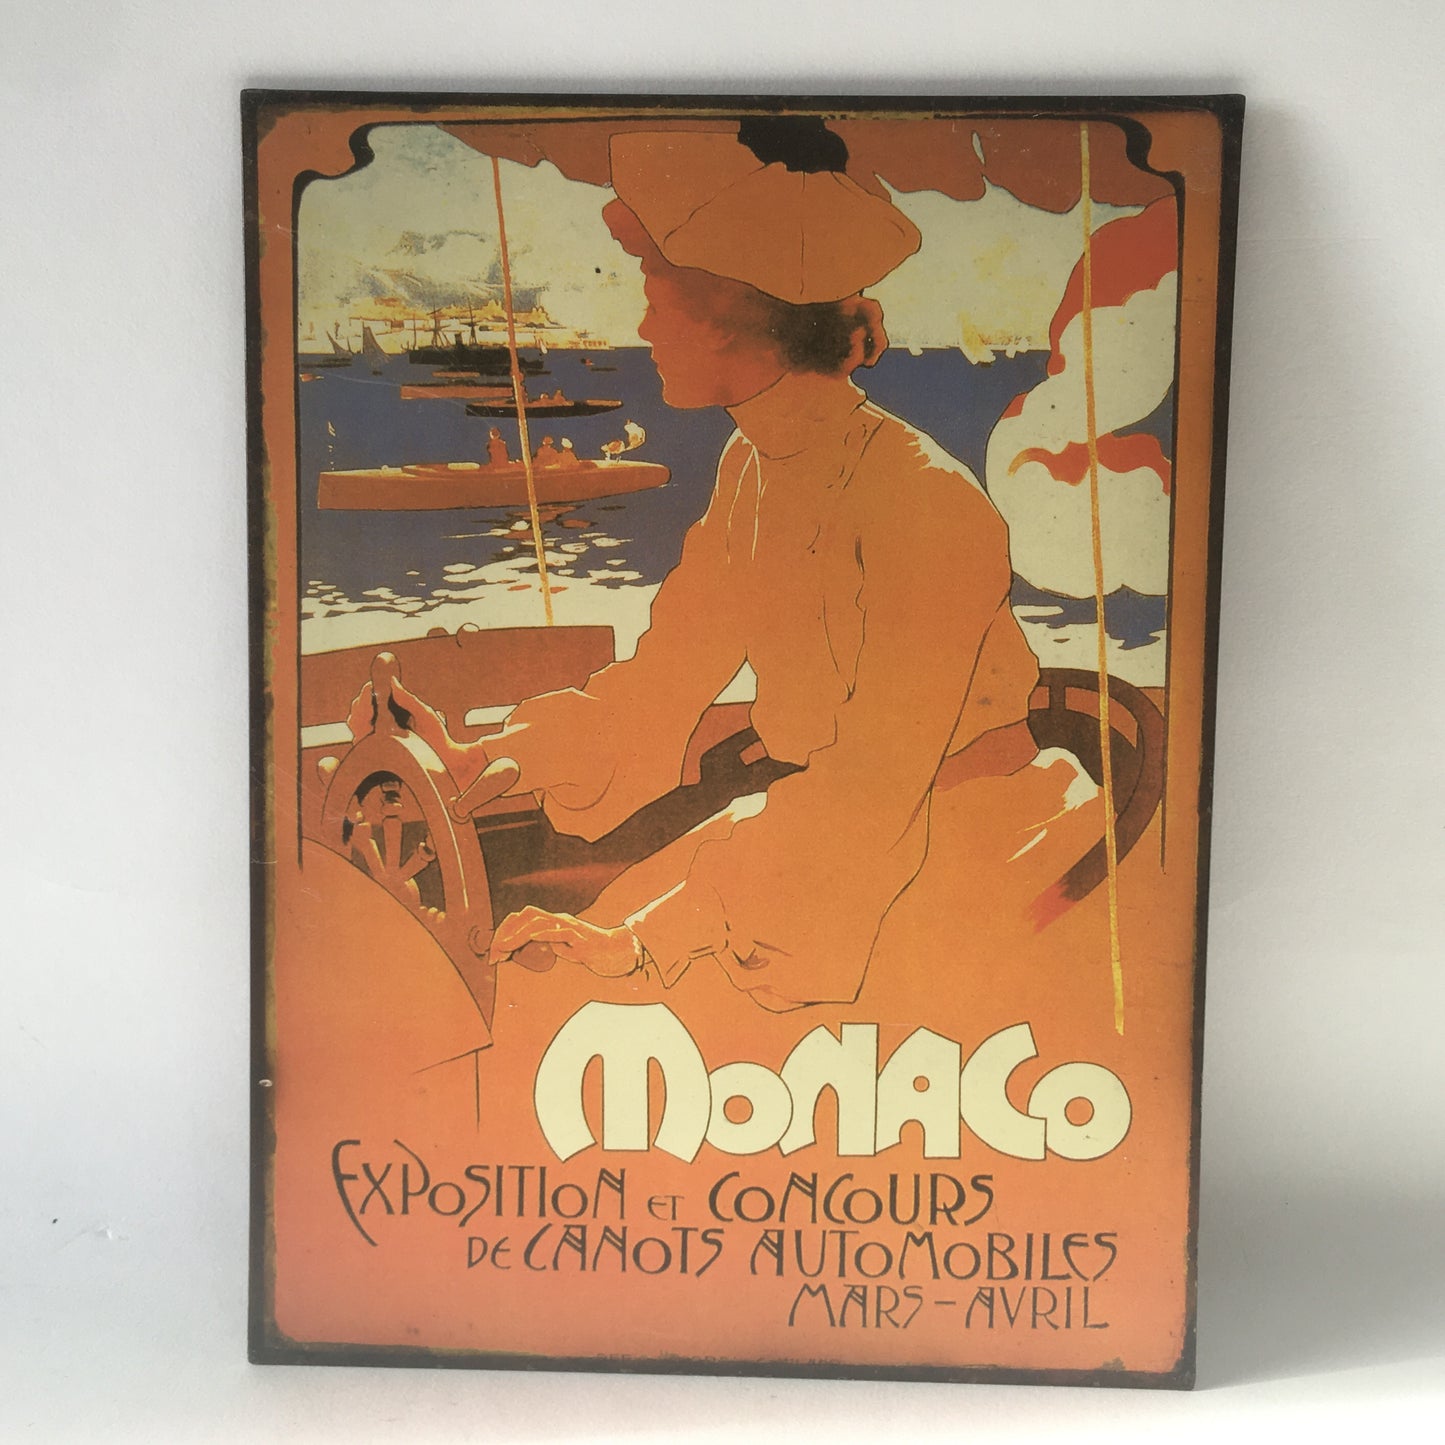 MONACO
EXPOSITION ET CONCOURS
DE CANOTS AUTOMOBILES
MARS - AVRIL